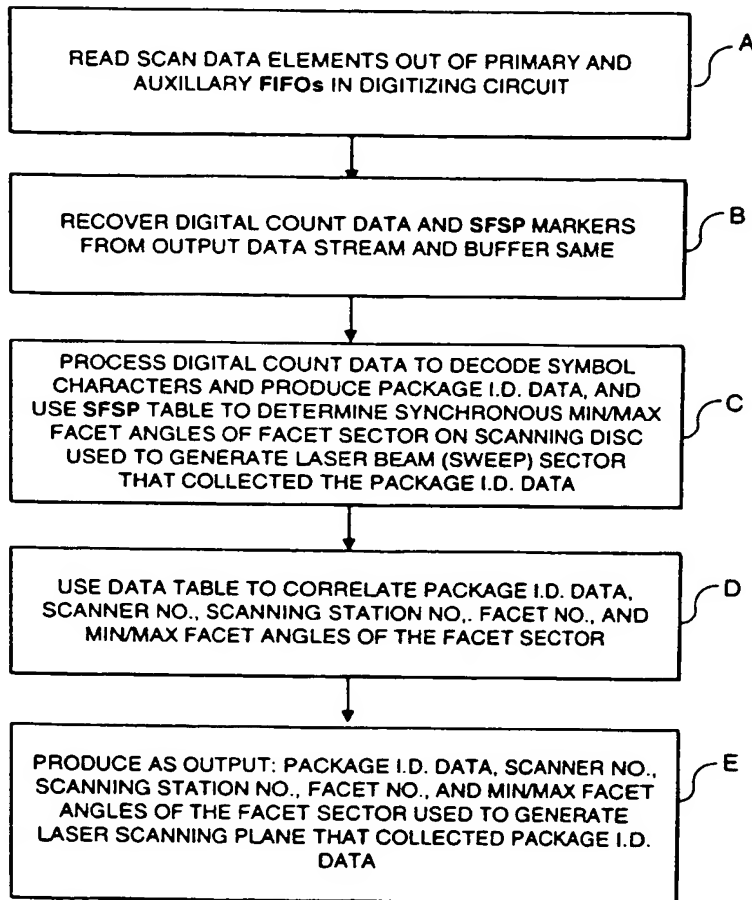 READ SCAN DATA ELEMENTS OUT OF PRIMARY AND
AUXILLARY FIFOs IN DIGITIZING CIRCUIT
A
RECOVER DIGITAL COUNT DATA AND SFSP MARKERS
FROM OUTPUT DATA STREAM AND BUFFER SAME
B
PROCESS DIGITAL COUNT DATA TO DECODE SYMBOL
CHARACTERS AND PRODUCE PACKAGE I.D. DATA, AND
USE SFSP TABLE TO DETERMINE SYNCHRONOUS MIN/MAX
FACET ANGLES OF FACET SECTOR ON SCANNING DISC
USED TO GENERATE LASER BEAM (SWEEP) SECTOR
THAT COLLECTED THE PACKAGE I.D. DATA
C
USE DATA TABLE TO CORRELATE PACKAGE I.D. DATA,
SCANNER NO., SCANNING STATION NO,. FACET NO., AND
MIN/MAX FACET ANGLES OF THE FACET SECTOR
D
PRODUCE AS OUTPUT: PACKAGE I.D. DATA, SCANNER NO.,
SCANNING STATION NO., FACET NO., AND MIN/MAX FACET
ANGLES OF THE FACET SECTOR USED TO GENERATE
LASER SCANNING PLANE THAT COLLECTED PACKAGE I.D.
DATA
E